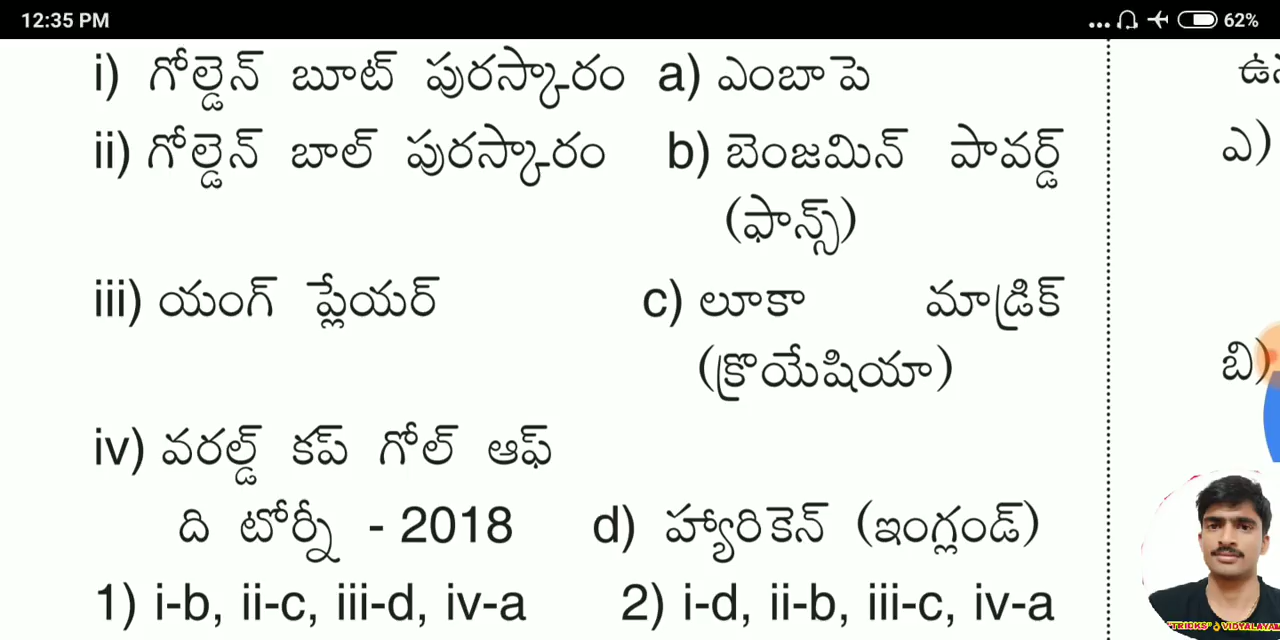 12:35 PM ... 62%
i) గోల్డెన్ బూట్ పురస్కారం a) ఎంబాపె
ii) గోల్డెన్ బాల్ పురస్కారం b) బెంజమిన్ పావర్డ్
(ఫాన్స్)
iii) యంగ్ ప్లేయర్ c) లూకా మాడ్రిక్
(క్రొయేషియా)
iv) వరల్డ్ కప్ గోల్ ఆఫ్
ది టోర్నీ - 2018 d) హ్యారికెన్ (ఇంగ్లండ్)
1) i-b, ii-c, iii-d, iv-a 2) i-d, ii-b, iii-c, iv-a
ఎ)
బి)
VIDYALAYAM